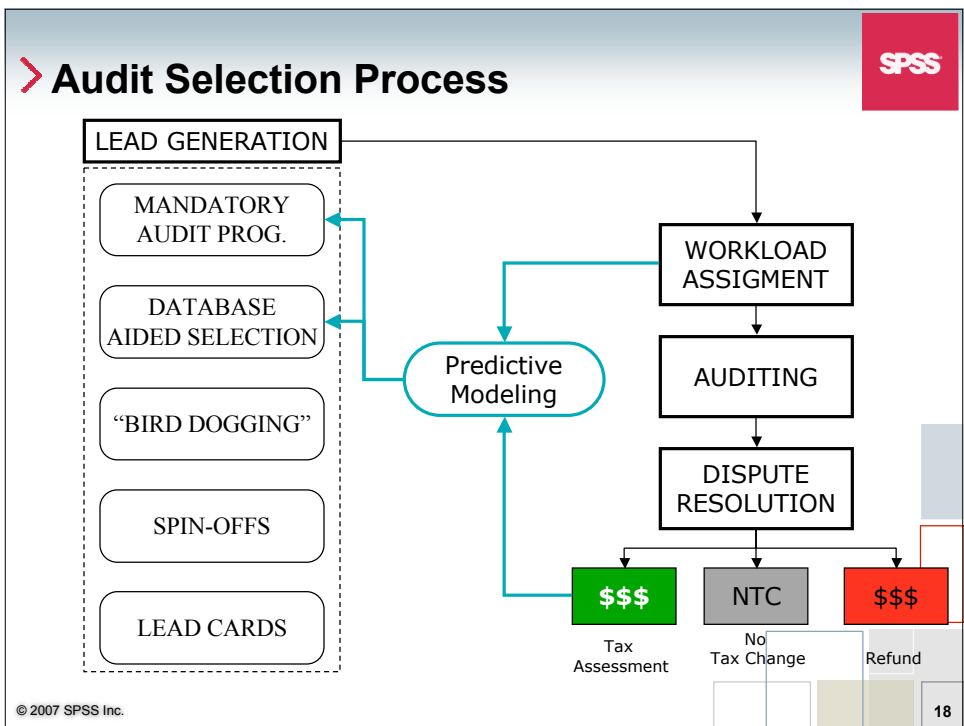 Audit Selection Process
SPSS
LEAD GENERATION
MANDATORY
AUDIT PROG.
DATABASE
AIDED SELECTION
“BIRD DOGGING”
SPIN-OFFS
LEAD CARDS
Predictive
Modeling
WORKLOAD
ASSIGMENT
AUDITING
DISPUTE
RESOLUTION
$$$
NTC
$$$
Tax
Assessment
No
Tax Change
Refund
© 2007 SPSS Inc.
18